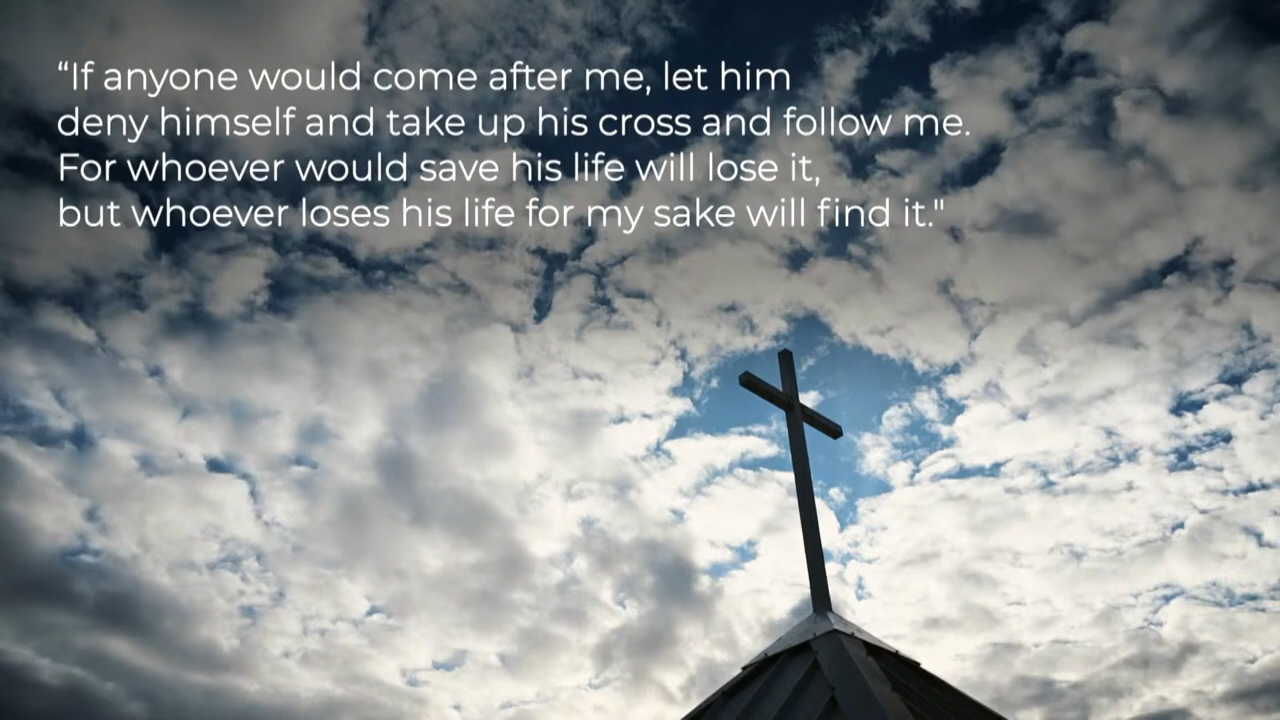 “If anyone would come after me, let him
deny himself and take up his cross and follow me.
For whoever would save his life will lose it,
but whoever loses his life for my sake will find it."